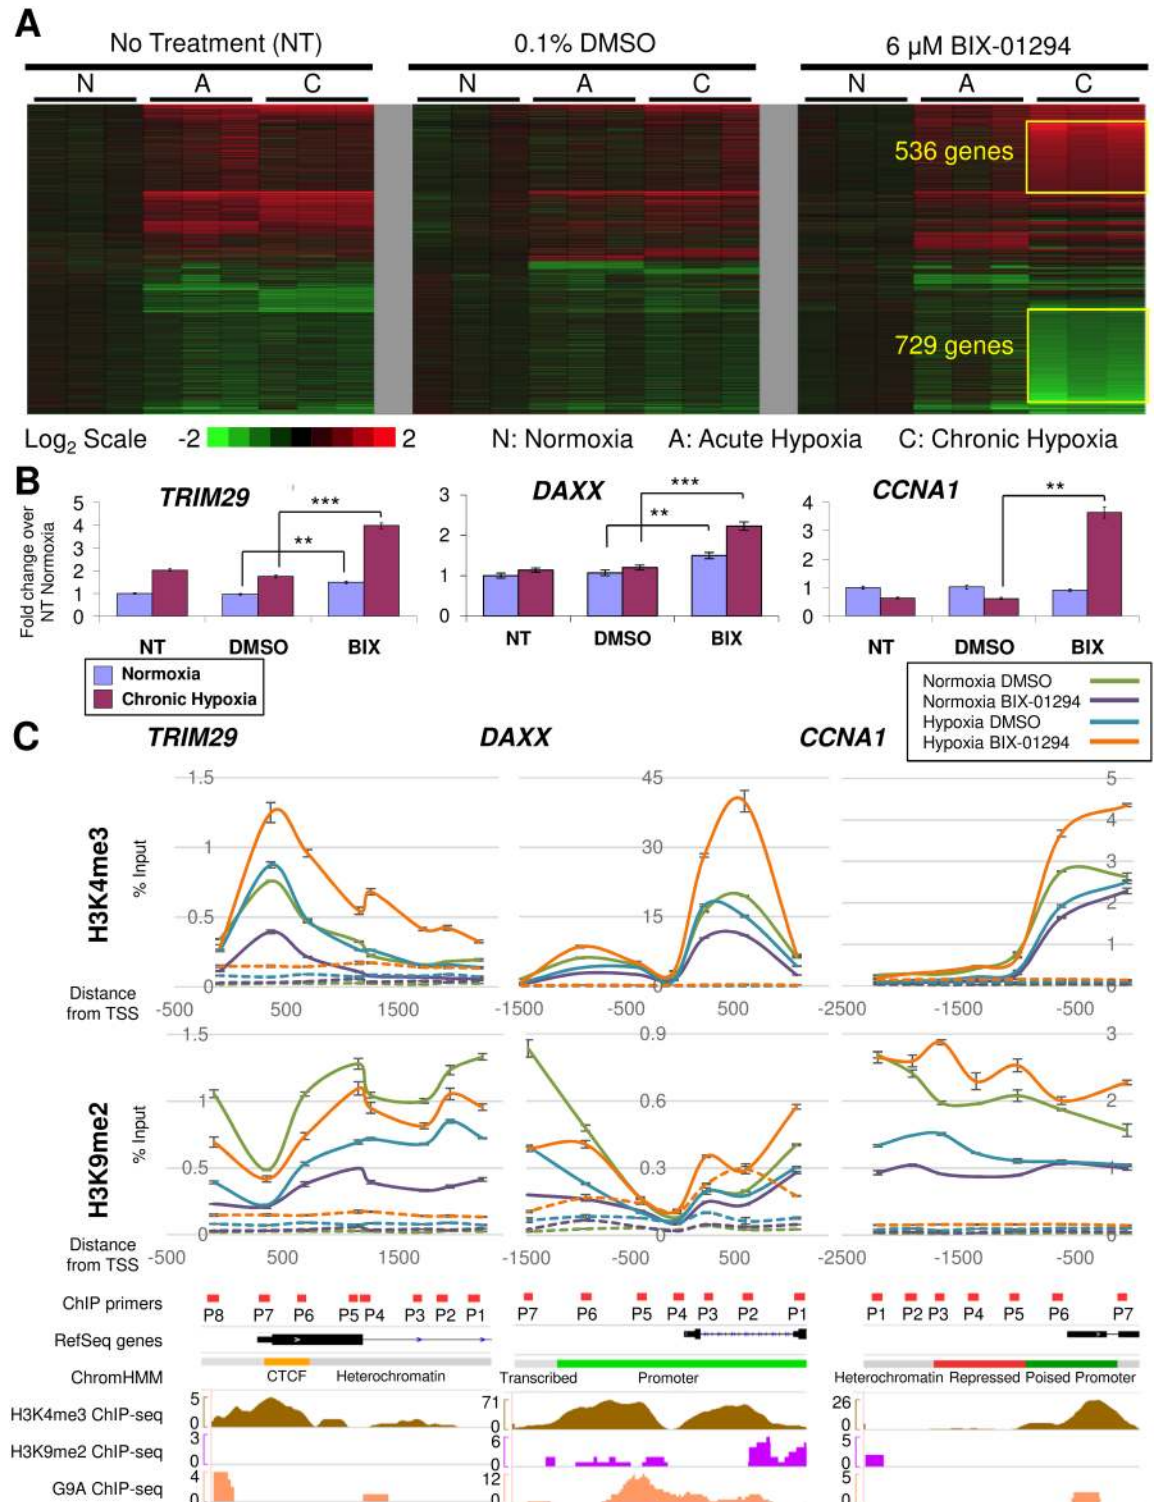 A
No Treatment (NT) 0.1% DMSO 6 µM BIX-01294
N A C N A C N A C
536 genes
729 genes
Log2 Scale -2 2 N: Normoxia A: Acute Hypoxia C: Chronic Hypoxia
B
TRIM29 DAXX CCNA1
Fold change over
NT Normoxia
5 4 3 2 1 0
*** **
NT DMSO BIX
3 2 1 0
*** **
NT DMSO BIX
4 3 2 1 0
**
NT DMSO BIX
Normoxia
Chronic Hypoxia
Normoxia DMSO
Normoxia BIX-01294
Hypoxia DMSO
Hypoxia BIX-01294
C
TRIM29 DAXX CCNA1
H3K4me3
% Input
1.5 1 0.5 0
45 30 15 0
5 4 3 2 1 0
Distance
from TSS
-500 500 1500 -1500 -500 500 -2500 -1500 -500
H3K9me2
% Input
1.5 1 0.5 0
0.9 0.6 0.3 0
3 2 1 0
Distance
from TSS
-500 500 1500 -1500 -500 500 -2500 -1500 -500
ChIP primers
P8 P7 P6 P5 P4 P3 P2 P1 P7 P6 P5 P4 P3 P2 P1 P1 P2 P3 P4 P5 P6 P7
RefSeq genes
ChromHMM CTCF Heterochromatin Transcribed Promoter Heterochromatin Repressed Poised Promoter
H3K4me3 ChIP-seq 5 0 71 0 26 0
H3K9me2 ChIP-seq 3 0 6 0 5 0
G9A ChIP-seq 4 0 12 0 5 0